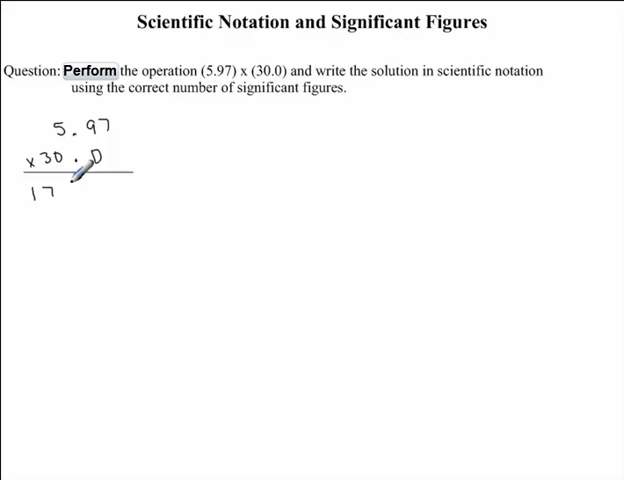 Scientific Notation and Significant Figures
Question: Perform the operation (5.97) x (30.0) and write the solution in scientific notation
using the correct number of significant figures.
5.97
x 30.0
17